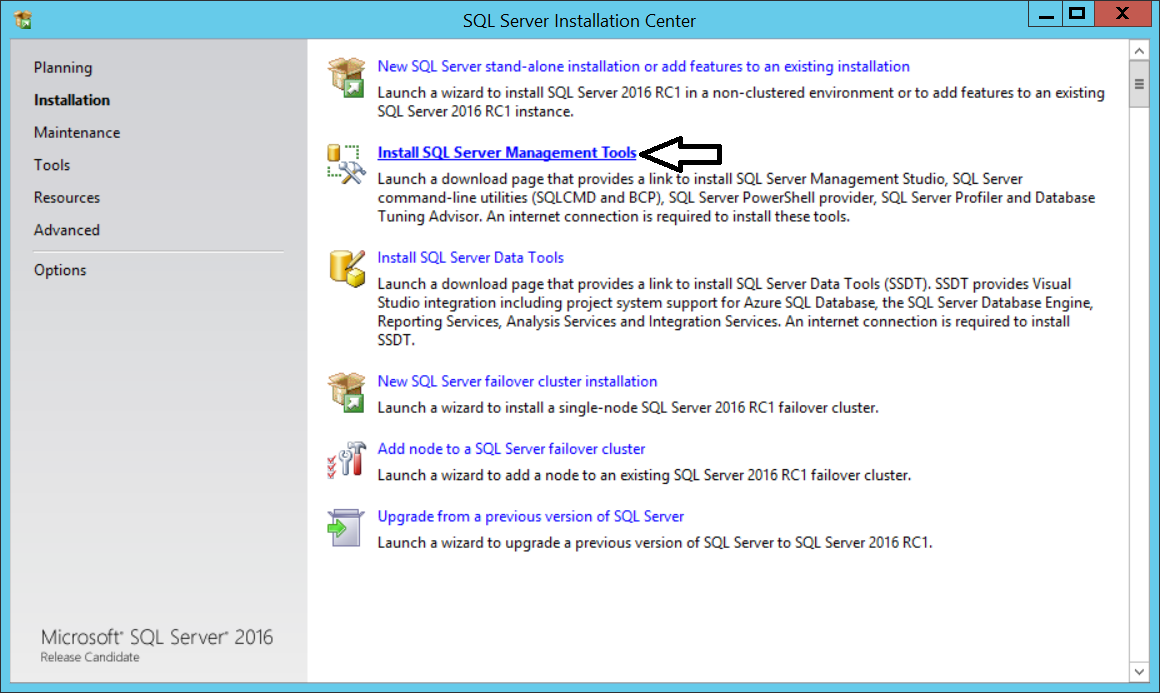 SQL Server Installation Center
Planning
Installation
Maintenance
Tools
Resources
Advanced
Options
New SQL Server stand-alone installation or add features to an existing installation
Launch a wizard to install SQL Server 2016 RC1 in a non-clustered environment or to add features to an existing
SQL Server 2016 RC1 instance.
Install SQL Server Management Tools
Launch a download page that provides a link to install SQL Server Management Studio, SQL Server
command-line utilities (SQLCMD and BCP), SQL Server PowerShell provider, SQL Server Profiler and Database
Tuning Advisor. An internet connection is required to install these tools.
Install SQL Server Data Tools
Launch a download page that provides a link to install SQL Server Data Tools (SSDT). SSDT provides Visual
Studio integration including project system support for Azure SQL Database, the SQL Server Database Engine,
Reporting Services, Analysis Services and Integration Services. An internet connection is required to install
SSDT.
New SQL Server failover cluster installation
Launch a wizard to install a single-node SQL Server 2016 RC1 failover cluster.
Add node to a SQL Server failover cluster
Launch a wizard to add a node to an existing SQL Server 2016 RC1 failover cluster.
Upgrade from a previous version of SQL Server
Launch a wizard to upgrade a previous version of SQL Server to SQL Server 2016 RC1.
Microsoft® SQL Server® 2016
Release Candidate